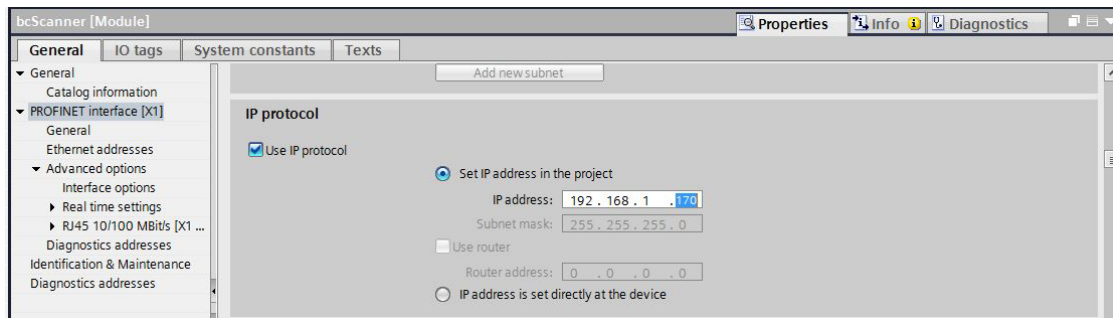 bcScanner [Module]
Properties
Info
Diagnostics
General
IO tags
System constants
Texts
General
Catalog information
PROFINET interface [X1]
General
Ethernet addresses
Advanced options
Interface options
Real time settings
RJ45 10/100 MBit/s [X1 ...
Diagnostics addresses
Identification & Maintenance
Diagnostics addresses
Add new subnet
IP protocol
Use IP protocol
Set IP address in the project
IP address: 192 . 168 . 1 . 170
Subnet mask: 255 . 255 . 255 . 0
Use router
Router address: 0 . 0 . 0 . 0
IP address is set directly at the device